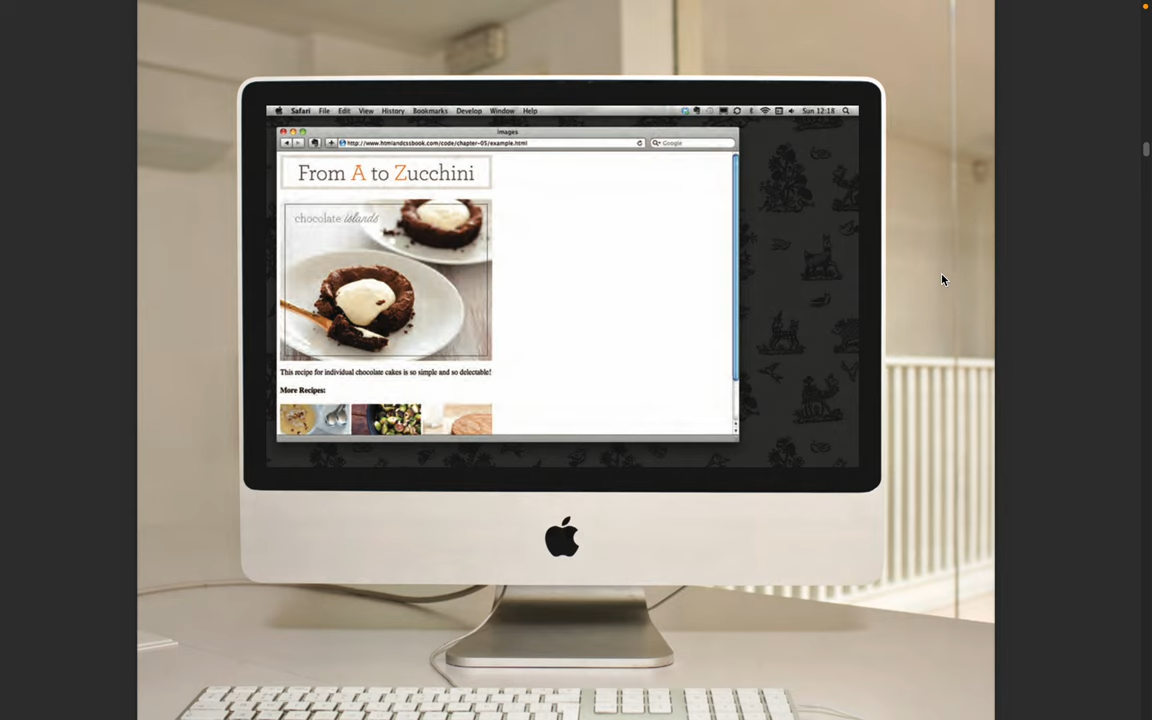 Safari File Edit View History Bookmarks Develop Window Help Sun 12:18
Images
http://www.htmlandcssbook.com/code/chapter-05/example.html Google
From A to Zucchini
chocolate islands
This recipe for individual chocolate cakes is so simple and so delectable!
More Recipes: